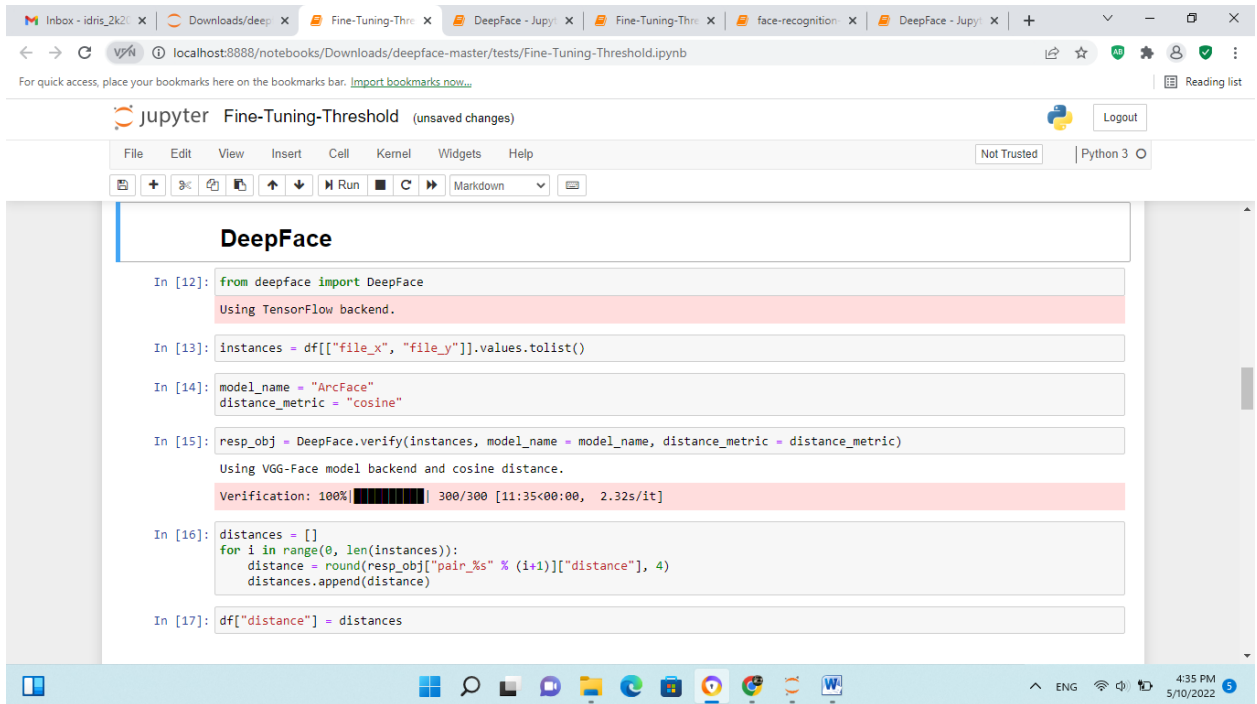 Inbox - idris_2k20
Downloads/deep
Fine-Tuning-Thre
DeepFace - Jupyt
Fine-Tuning-Thre
face-recognition-
DeepFace - Jupyt
VPN
localhost:8888/notebooks/Downloads/deepface-master/tests/Fine-Tuning-Threshold.ipynb
For quick access, place your bookmarks here on the bookmarks bar. Import bookmarks now...
Reading list
jupyter Fine-Tuning-Threshold (unsaved changes)
Logout
File Edit View Insert Cell Kernel Widgets Help
Not Trusted
Python 3
Run
Markdown
DeepFace
In [12]: from deepface import DeepFace
Using TensorFlow backend.
In [13]: instances = df[["file_x", "file_y"]].values.tolist()
In [14]: model_name = "ArcFace"
distance_metric = "cosine"
In [15]: resp_obj = DeepFace.verify(instances, model_name = model_name, distance_metric = distance_metric)
Using VGG-Face model backend and cosine distance.
Verification: 100%|██████████| 300/300 [11:35<00:00, 2.32s/it]
In [16]: distances = []
for i in range(0, len(instances)):
    distance = round(resp_obj["pair_%s" % (i+1)]["distance"], 4)
    distances.append(distance)
In [17]: df["distance"] = distances
ENG
4:35 PM
5/10/2022
5